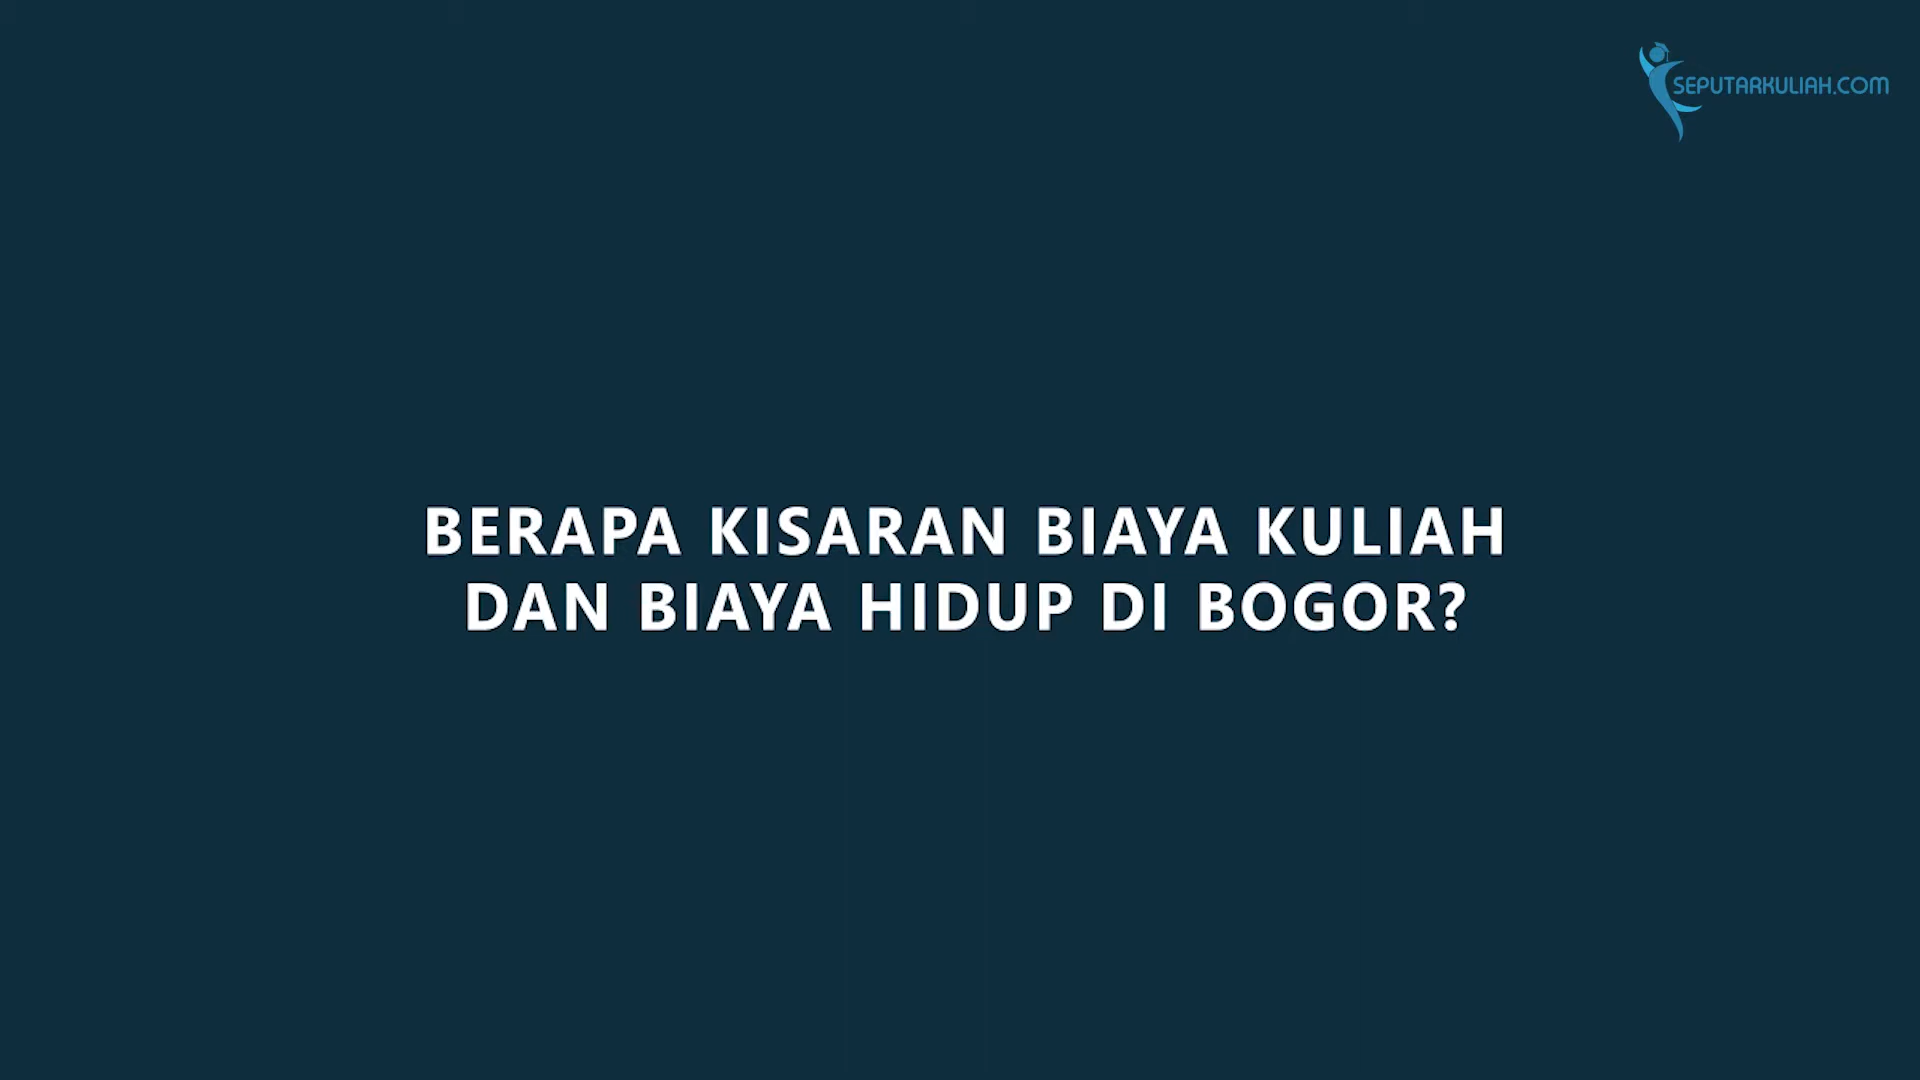 SEPUTARKULIAH.COM
BERAPA KISARAN BIAYA KULIAH
DAN BIAYA HIDUP DI BOGOR?